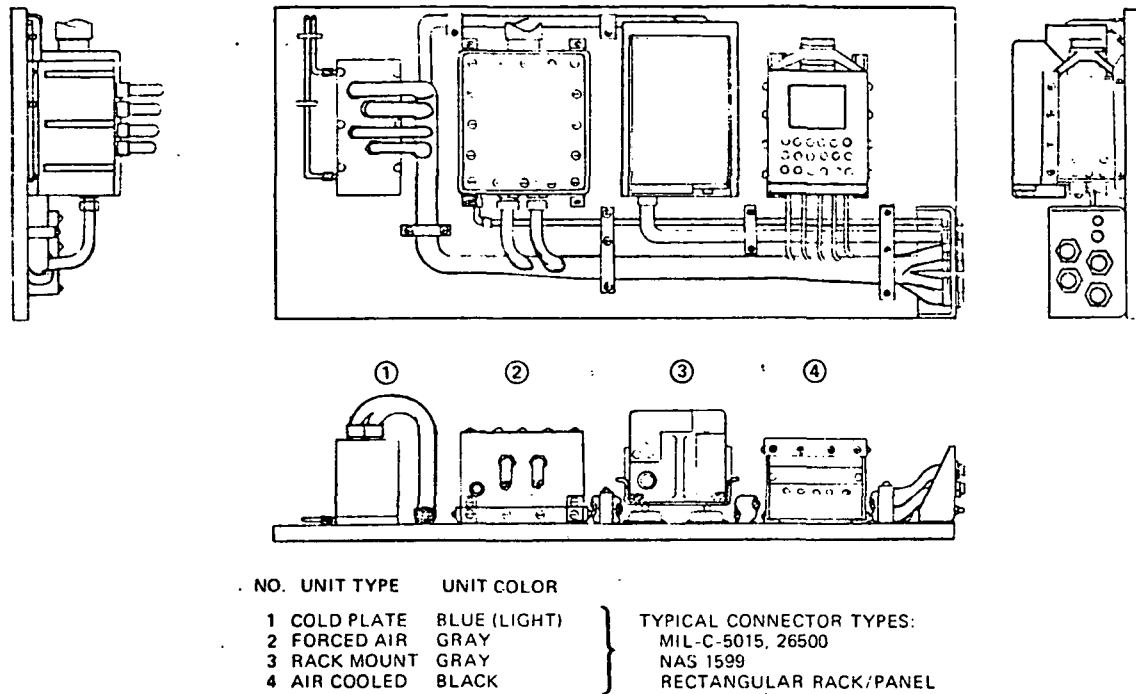 ① ② ③ ④
NO. UNIT TYPE UNIT COLOR
1 COLD PLATE BLUE (LIGHT)
2 FORCED AIR GRAY
3 RACK MOUNT GRAY
4 AIR COOLED BLACK
TYPICAL CONNECTOR TYPES:
MIL-C-5015, 26500
NAS 1599
RECTANGULAR RACK/PANEL